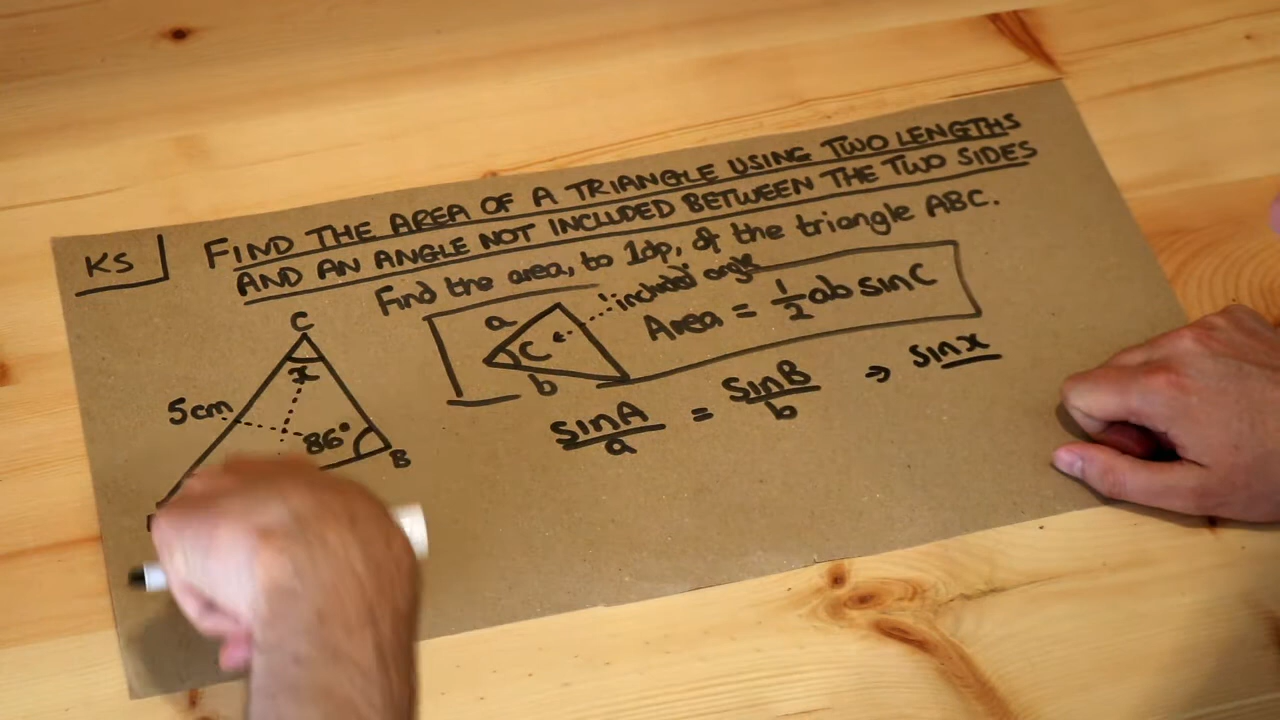 KS
FIND THE AREA OF A TRIANGLE USING TWO LENGTHS
AND AN ANGLE NOT INCLUDED BETWEEN THE TWO SIDES
Find the area, to 1dp, of the triangle ABC.
included angle
a
C
b
Area = 1/2 ab sin C
C
x
5cm
86°
B
sinA/a = sinB/b → sinx